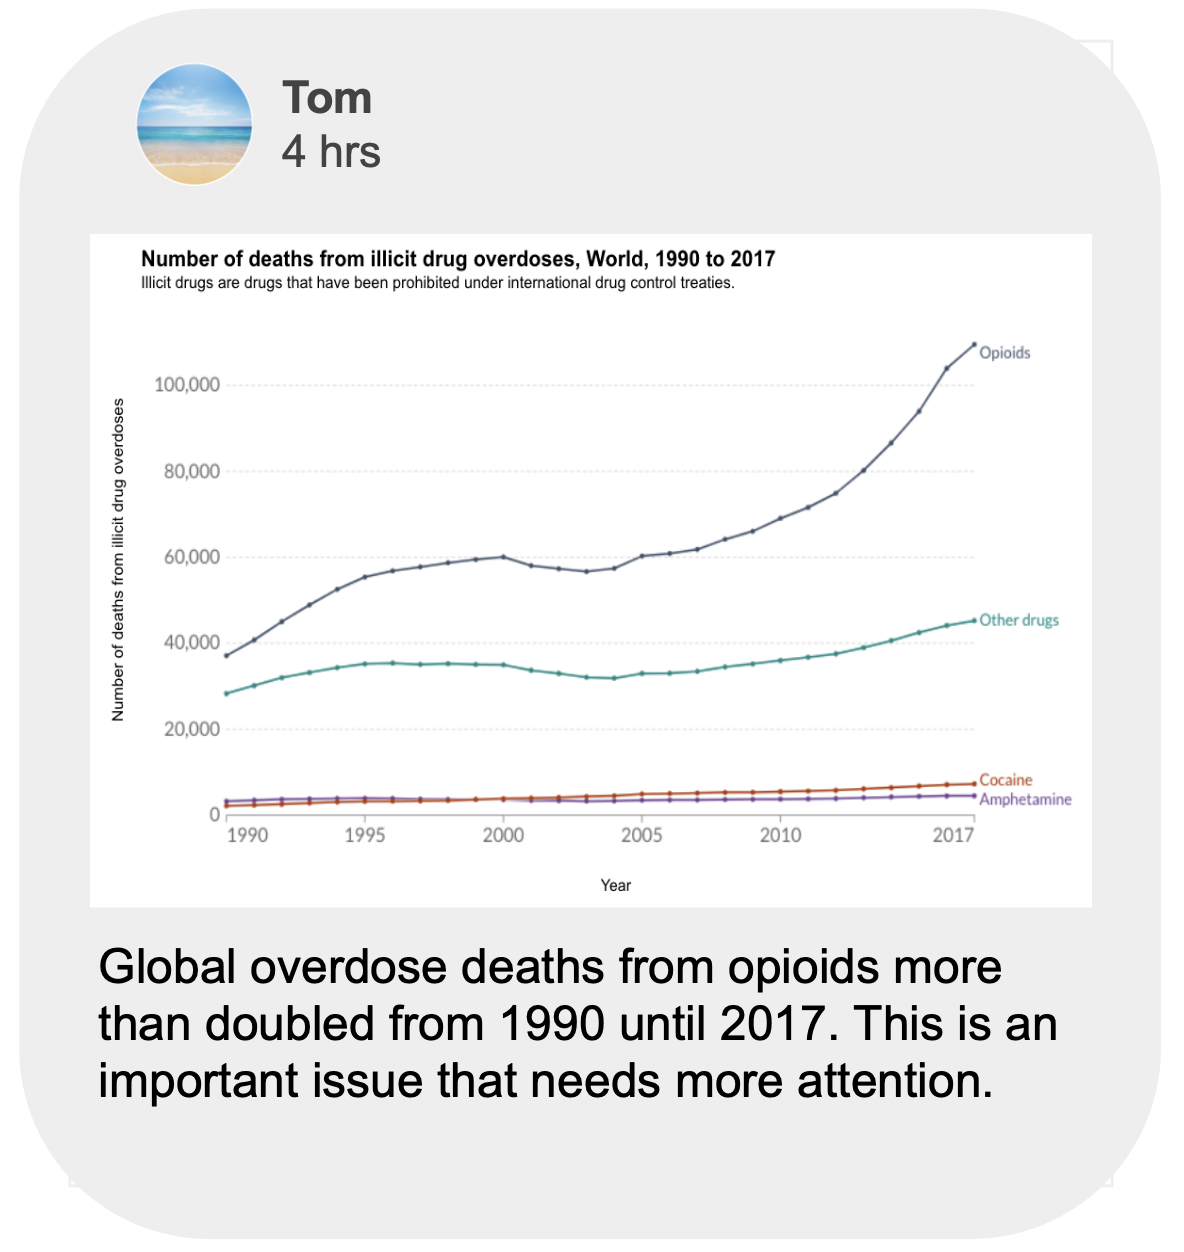 Tom
4 hrs
Number of deaths from illicit drug overdoses, World, 1990 to 2017
Illicit drugs are drugs that have been prohibited under international drug control treaties.
Number of deaths from illicit drug overdoses
100,000
80,000
60,000
40,000
20,000
0
Opioids
Other drugs
Cocaine
Amphetamine
1990 1995 2000 2005 2010 2017
Year
Global overdose deaths from opioids more
than doubled from 1990 until 2017. This is an
important issue that needs more attention.